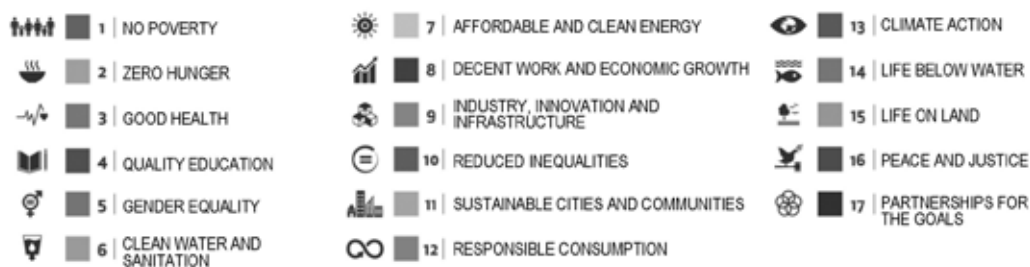 1 | NO POVERTY
2 | ZERO HUNGER
3 | GOOD HEALTH
4 | QUALITY EDUCATION
5 | GENDER EQUALITY
6 | CLEAN WATER AND
SANITATION
7 | AFFORDABLE AND CLEAN ENERGY
8 | DECENT WORK AND ECONOMIC GROWTH
9 | INDUSTRY, INNOVATION AND
INFRASTRUCTURE
10 | REDUCED INEQUALITIES
11 | SUSTAINABLE CITIES AND COMMUNITIES
12 | RESPONSIBLE CONSUMPTION
13 | CLIMATE ACTION
14 | LIFE BELOW WATER
15 | LIFE ON LAND
16 | PEACE AND JUSTICE
17 | PARTNERSHIPS FOR
THE GOALS